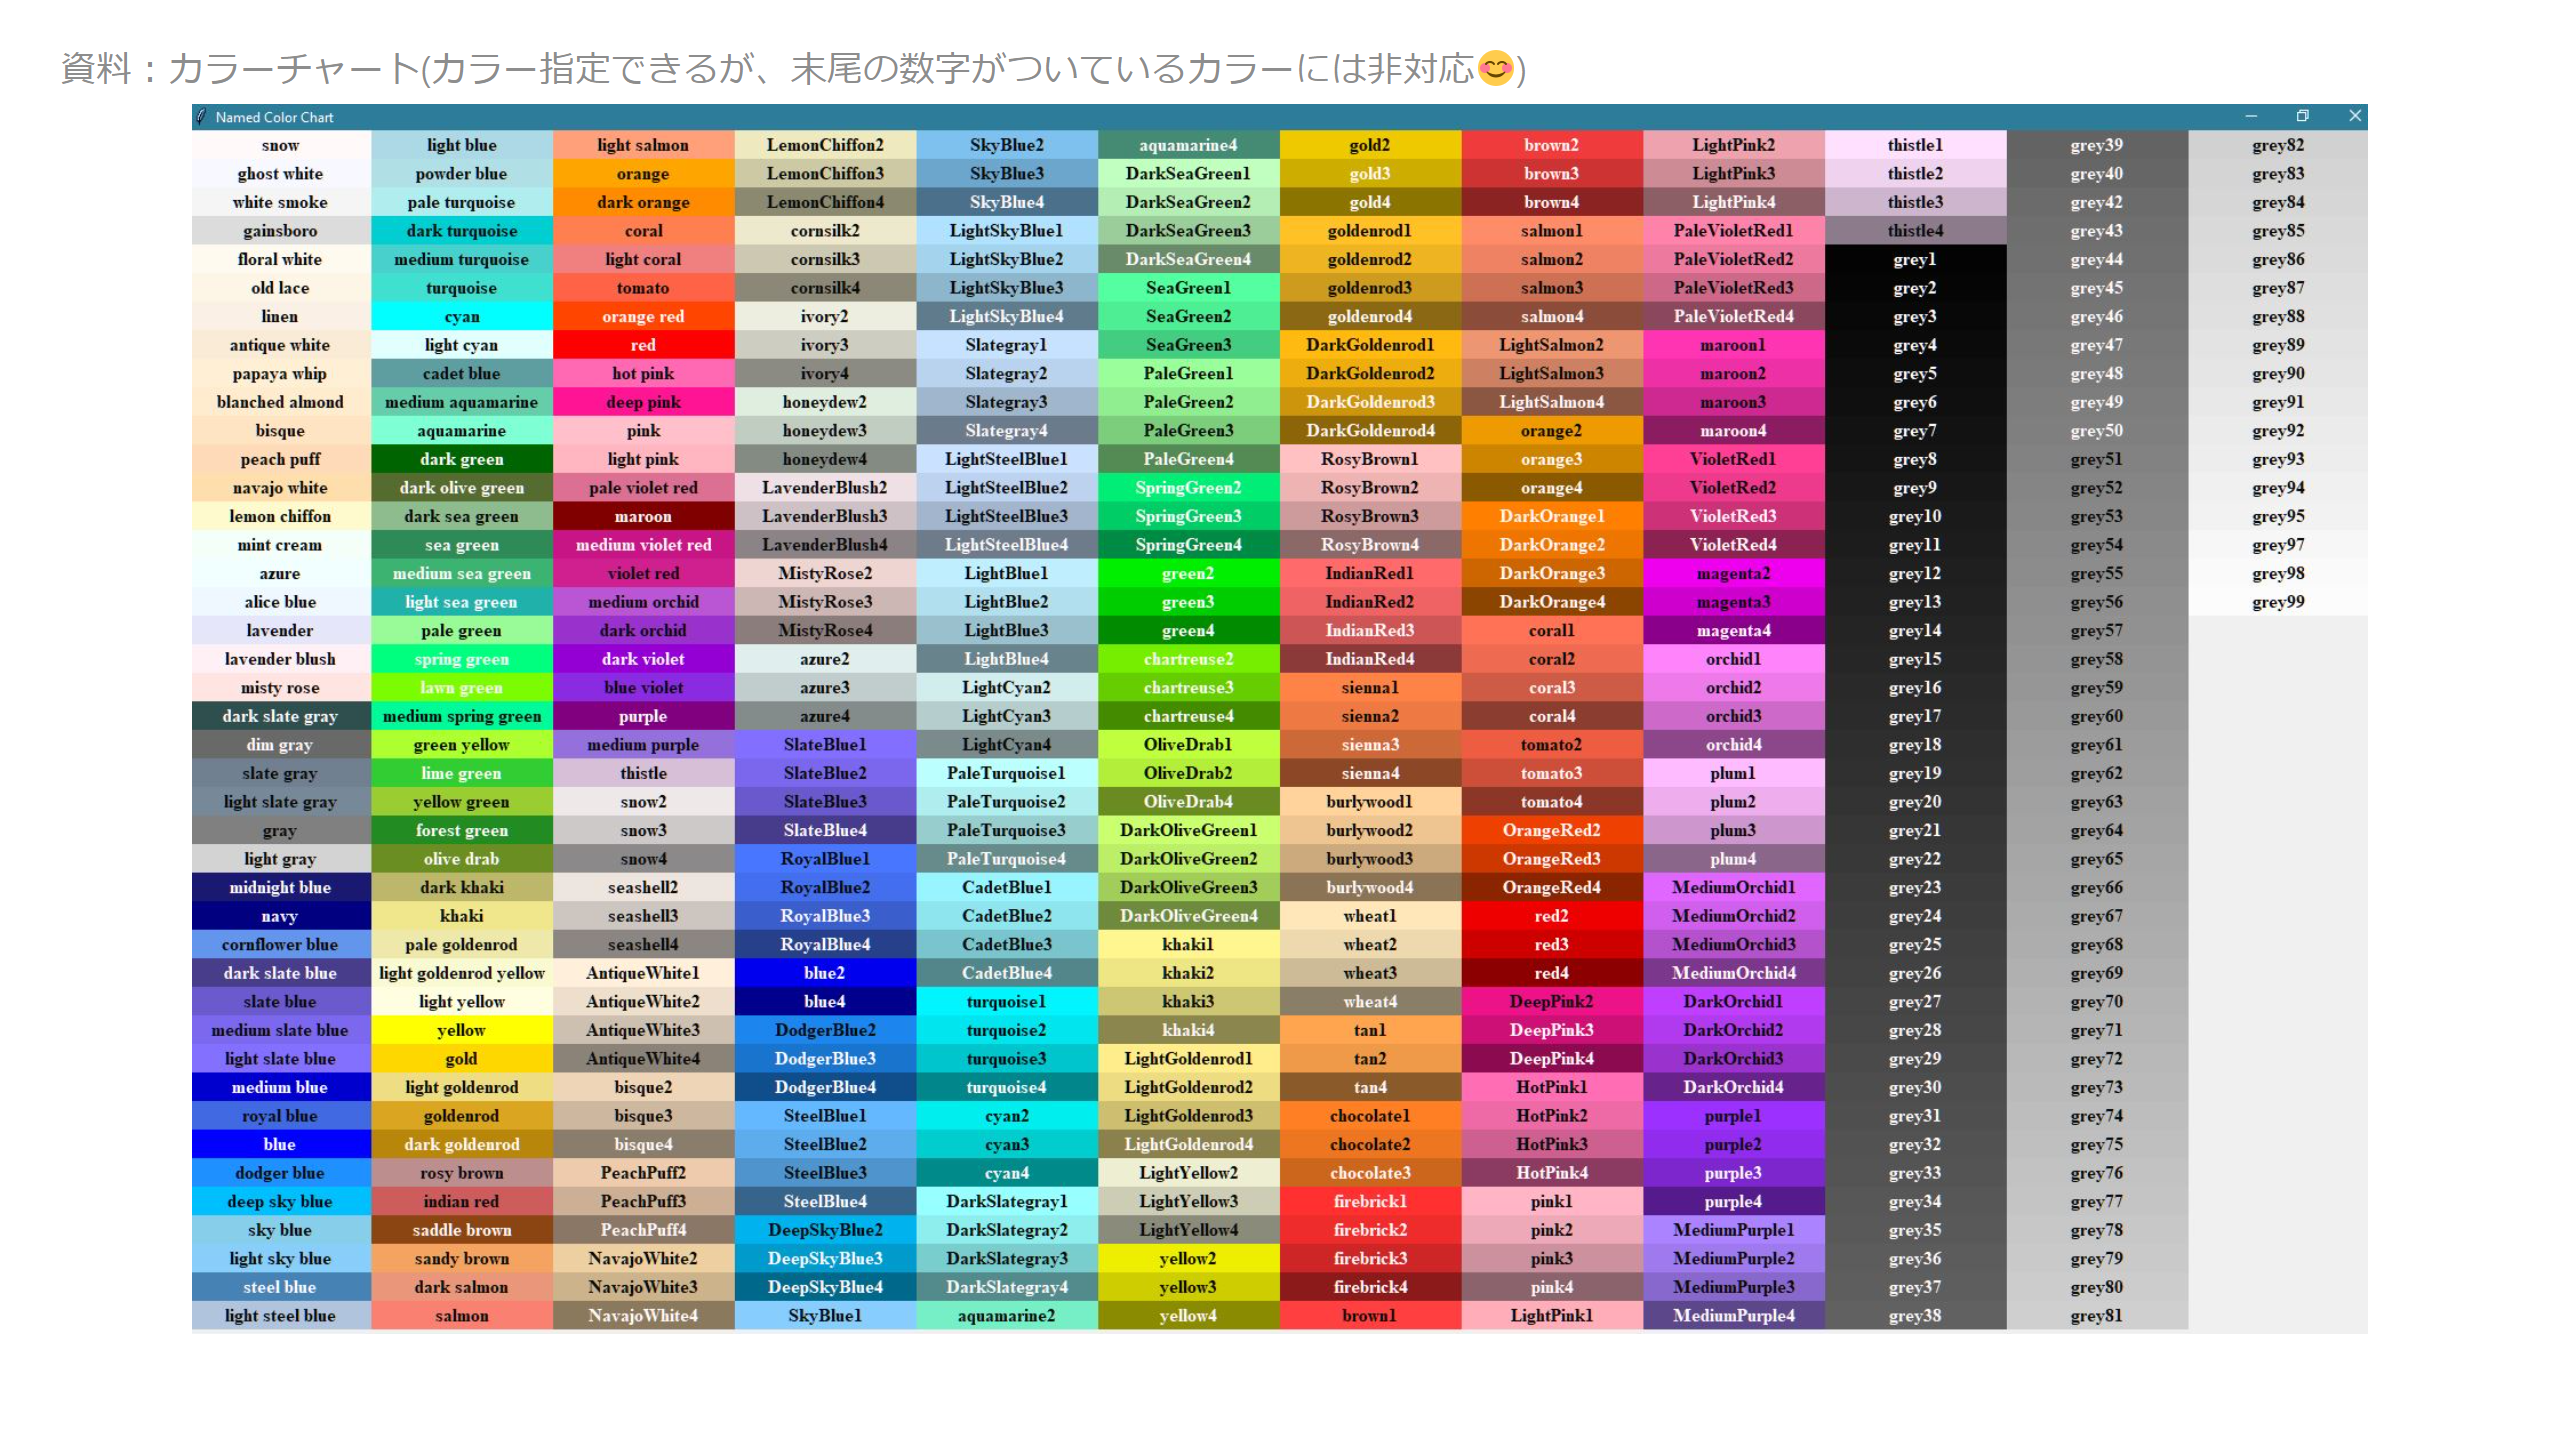 資料：カラーチャート(カラー指定できるが、末尾の数字がついているカラーには非対応😊)
Named Color Chart
snow light blue light salmon LemonChiffon2 SkyBlue2 aquamarine4 gold2 brown2 LightPink2 thistle1 grey39 grey82
ghost white powder blue orange LemonChiffon3 SkyBlue3 DarkSeaGreen1 gold3 brown3 LightPink3 thistle2 grey40 grey83
white smoke pale turquoise dark orange LemonChiffon4 SkyBlue4 DarkSeaGreen2 gold4 brown4 LightPink4 thistle3 grey42 grey84
gainsboro dark turquoise coral cornsilk2 LightSkyBlue1 DarkSeaGreen3 goldenrod1 salmon1 PaleVioletRed1 thistle4 grey43 grey85
floral white medium turquoise light coral cornsilk3 LightSkyBlue2 DarkSeaGreen4 goldenrod2 salmon2 PaleVioletRed2 grey1 grey44 grey86
old lace turquoise tomato cornsilk4 LightSkyBlue3 SeaGreen1 goldenrod3 salmon3 PaleVioletRed3 grey2 grey45 grey87
linen cyan orange red ivory2 LightSkyBlue4 SeaGreen2 goldenrod4 salmon4 PaleVioletRed4 grey3 grey46 grey88
antique white light cyan red ivory3 Slategray1 SeaGreen3 DarkGoldenrod1 LightSalmon2 maroon1 grey4 grey47 grey89
papaya whip cadet blue hot pink ivory4 Slategray2 PaleGreen1 DarkGoldenrod2 LightSalmon3 maroon2 grey5 grey48 grey90
blanched almond medium aquamarine deep pink honeydew2 Slategray3 PaleGreen2 DarkGoldenrod3 LightSalmon4 maroon3 grey6 grey49 grey91
bisque aquamarine pink honeydew3 Slategray4 PaleGreen3 DarkGoldenrod4 orange2 maroon4 grey7 grey50 grey92
peach puff dark green light pink honeydew4 LightSteelBlue1 PaleGreen4 RosyBrown1 orange3 VioletRed1 grey8 grey51 grey93
navajo white dark olive green pale violet red LavenderBlush2 LightSteelBlue2 SpringGreen2 RosyBrown2 orange4 VioletRed2 grey9 grey52 grey94
lemon chiffon dark sea green maroon LavenderBlush3 LightSteelBlue3 SpringGreen3 RosyBrown3 DarkOrange1 VioletRed3 grey10 grey53 grey95
mint cream sea green medium violet red LavenderBlush4 LightSteelBlue4 SpringGreen4 RosyBrown4 DarkOrange2 VioletRed4 grey11 grey54 grey97
azure medium sea green violet red MistyRose2 LightBlue1 green2 IndianRed1 DarkOrange3 magenta2 grey12 grey55 grey98
alice blue light sea green medium orchid MistyRose3 LightBlue2 green3 IndianRed2 DarkOrange4 magenta3 grey13 grey56 grey99
lavender pale green dark orchid MistyRose4 LightBlue3 green4 IndianRed3 coral1 magenta4 grey14 grey57
lavender blush spring green dark violet azure2 LightBlue4 chartreuse2 IndianRed4 coral2 orchid1 grey15 grey58
misty rose lawn green blue violet azure3 LightCyan2 chartreuse3 sienna1 coral3 orchid2 grey16 grey59
dark slate gray medium spring green purple azure4 LightCyan3 chartreuse4 sienna2 coral4 orchid3 grey17 grey60
dim gray green yellow medium purple SlateBlue1 LightCyan4 OliveDrab1 sienna3 tomato2 orchid4 grey18 grey61
slate gray lime green thistle SlateBlue2 PaleTurquoise1 OliveDrab2 sienna4 tomato3 plum1 grey19 grey62
light slate gray yellow green snow2 SlateBlue3 PaleTurquoise2 OliveDrab4 burlywood1 tomato4 plum2 grey20 grey63
gray forest green snow3 SlateBlue4 PaleTurquoise3 DarkOliveGreen1 burlywood2 OrangeRed2 plum3 grey21 grey64
light gray olive drab snow4 RoyalBlue1 PaleTurquoise4 DarkOliveGreen2 burlywood3 OrangeRed3 plum4 grey22 grey65
midnight blue dark khaki seashell2 RoyalBlue2 CadetBlue1 DarkOliveGreen3 burlywood4 OrangeRed4 MediumOrchid1 grey23 grey66
navy khaki seashell3 RoyalBlue3 CadetBlue2 DarkOliveGreen4 wheat1 red2 MediumOrchid2 grey24 grey67
cornflower blue pale goldenrod seashell4 RoyalBlue4 CadetBlue3 khaki1 wheat2 red3 MediumOrchid3 grey25 grey68
dark slate blue light goldenrod yellow AntiqueWhite1 blue2 CadetBlue4 khaki2 wheat3 red4 MediumOrchid4 grey26 grey69
slate blue light yellow AntiqueWhite2 blue4 turquoise1 khaki3 wheat4 DeepPink2 DarkOrchid1 grey27 grey70
medium slate blue yellow AntiqueWhite3 DodgerBlue2 turquoise2 khaki4 tan1 DeepPink3 DarkOrchid2 grey28 grey71
light slate blue gold AntiqueWhite4 DodgerBlue3 turquoise3 LightGoldenrod1 tan2 DeepPink4 DarkOrchid3 grey29 grey72
medium blue light goldenrod bisque2 DodgerBlue4 turquoise4 LightGoldenrod2 tan4 HotPink1 DarkOrchid4 grey30 grey73
royal blue goldenrod bisque3 SteelBlue1 cyan2 LightGoldenrod3 chocolate1 HotPink2 purple1 grey31 grey74
blue dark goldenrod bisque4 SteelBlue2 cyan3 LightGoldenrod4 chocolate2 HotPink3 purple2 grey32 grey75
dodger blue rosy brown PeachPuff2 SteelBlue3 cyan4 LightYellow2 chocolate3 HotPink4 purple3 grey33 grey76
deep sky blue indian red PeachPuff3 SteelBlue4 DarkSlategray1 LightYellow3 firebrick1 pink1 purple4 grey34 grey77
sky blue saddle brown PeachPuff4 DeepSkyBlue2 DarkSlategray2 LightYellow4 firebrick2 pink2 MediumPurple1 grey35 grey78
light sky blue sandy brown NavajoWhite2 DeepSkyBlue3 DarkSlategray3 yellow2 firebrick3 pink3 MediumPurple2 grey36 grey79
steel blue dark salmon NavajoWhite3 DeepSkyBlue4 DarkSlategray4 yellow3 firebrick4 pink4 MediumPurple3 grey37 grey80
light steel blue salmon NavajoWhite4 SkyBlue1 aquamarine2 yellow4 brown1 LightPink1 MediumPurple4 grey38 grey81